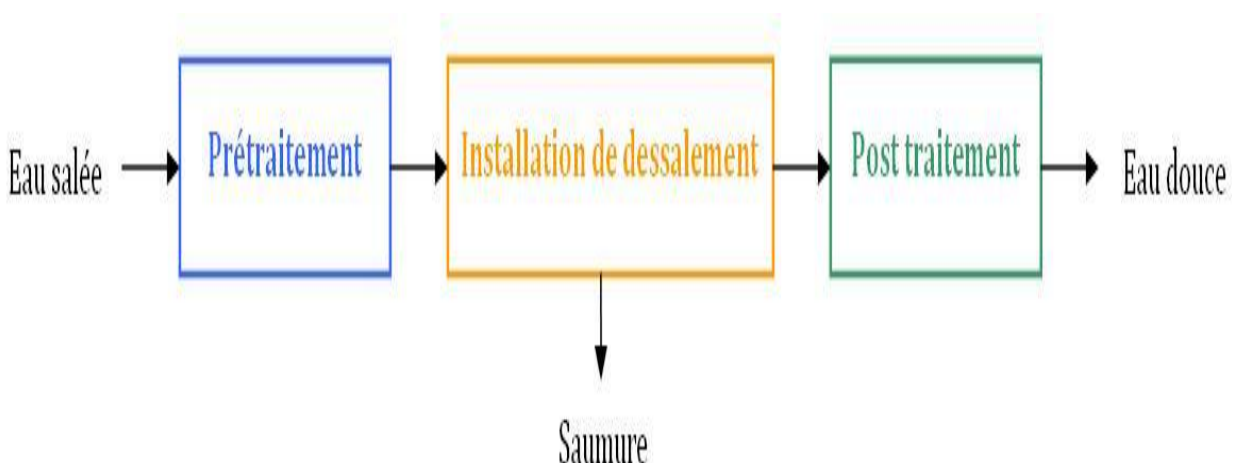 Eau salée
Prétraitement
Installation de dessalement
Post traitement
Eau douce
Saumure